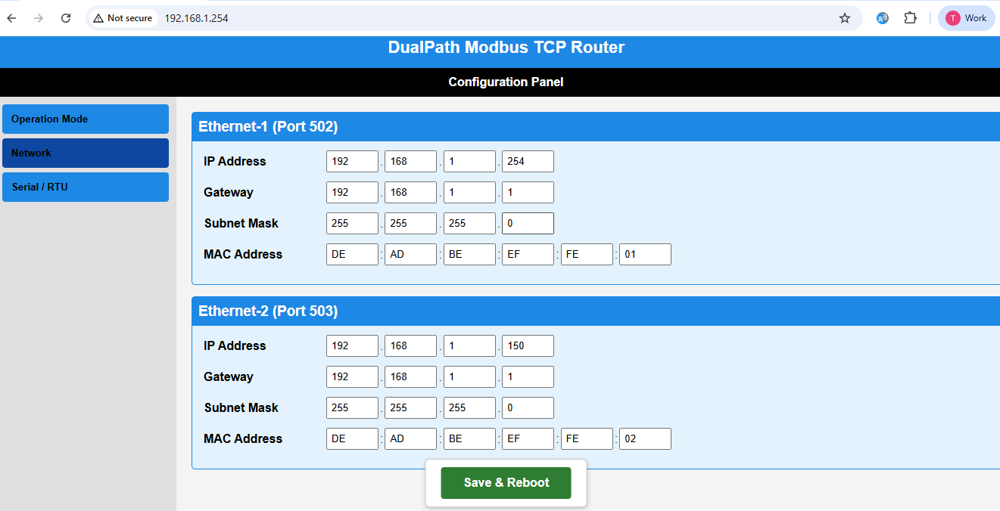 Not secure 192.168.1.254 T Work
DualPath Modbus TCP Router
Configuration Panel
Operation Mode
Network
Serial / RTU
Ethernet-1 (Port 502)
IP Address 192 . 168 . 1 . 254
Gateway 192 . 168 . 1 . 1
Subnet Mask 255 . 255 . 255 . 0
MAC Address DE : AD : BE : EF : FE : 01
Ethernet-2 (Port 503)
IP Address 192 . 168 . 1 . 150
Gateway 192 . 168 . 1 . 1
Subnet Mask 255 . 255 . 255 . 0
MAC Address DE : AD : BE : EF : FE : 02
Save & Reboot